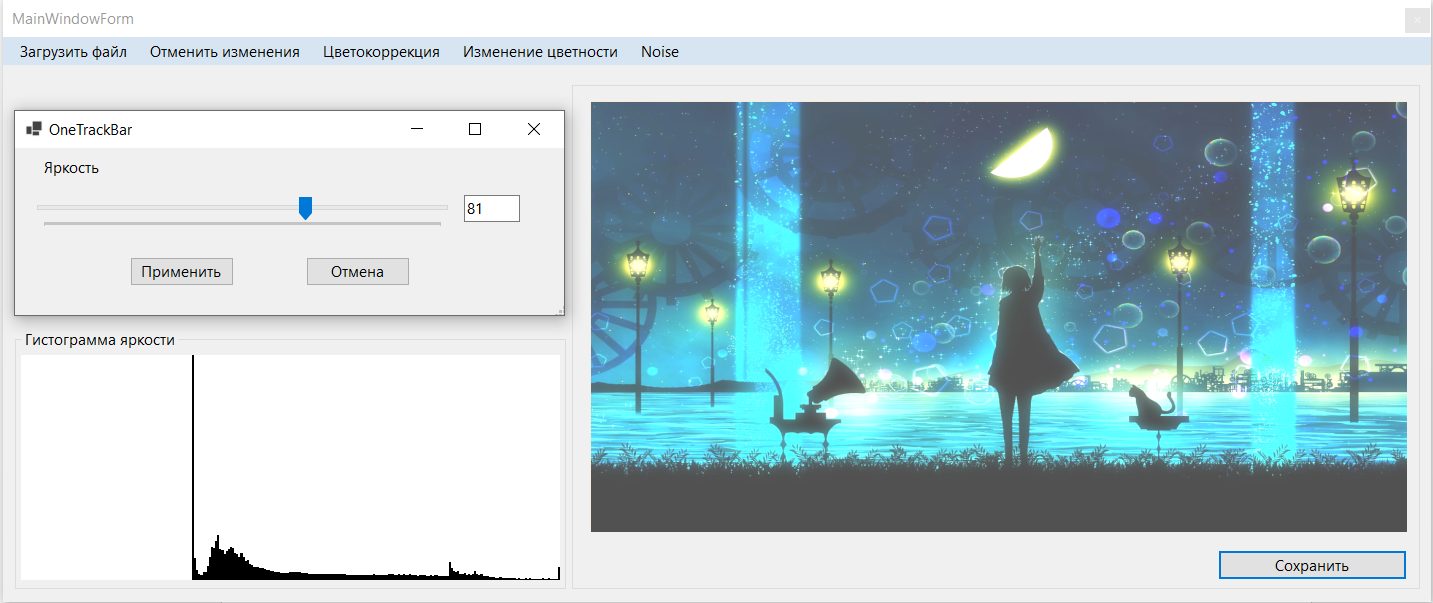 MainWindowForm
Загрузить файл Отменить изменения Цветокоррекция Изменение цветности Noise
OneTrackBar
Яркость
81
Применить Отмена
Гистограмма яркости
Сохранить